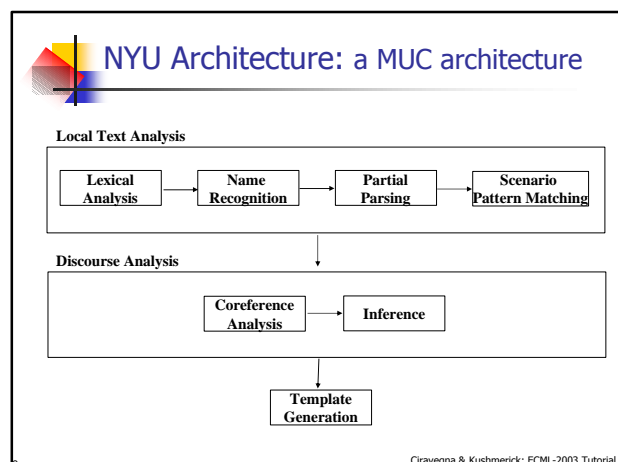 NYU Architecture: a MUC architecture
Local Text Analysis
Lexical
Analysis
Name
Recognition
Partial
Parsing
Scenario
Pattern Matching
Discourse Analysis
Coreference
Analysis
Inference
Template
Generation
Ciravegna & Kushmerick: ECML-2003 Tutorial